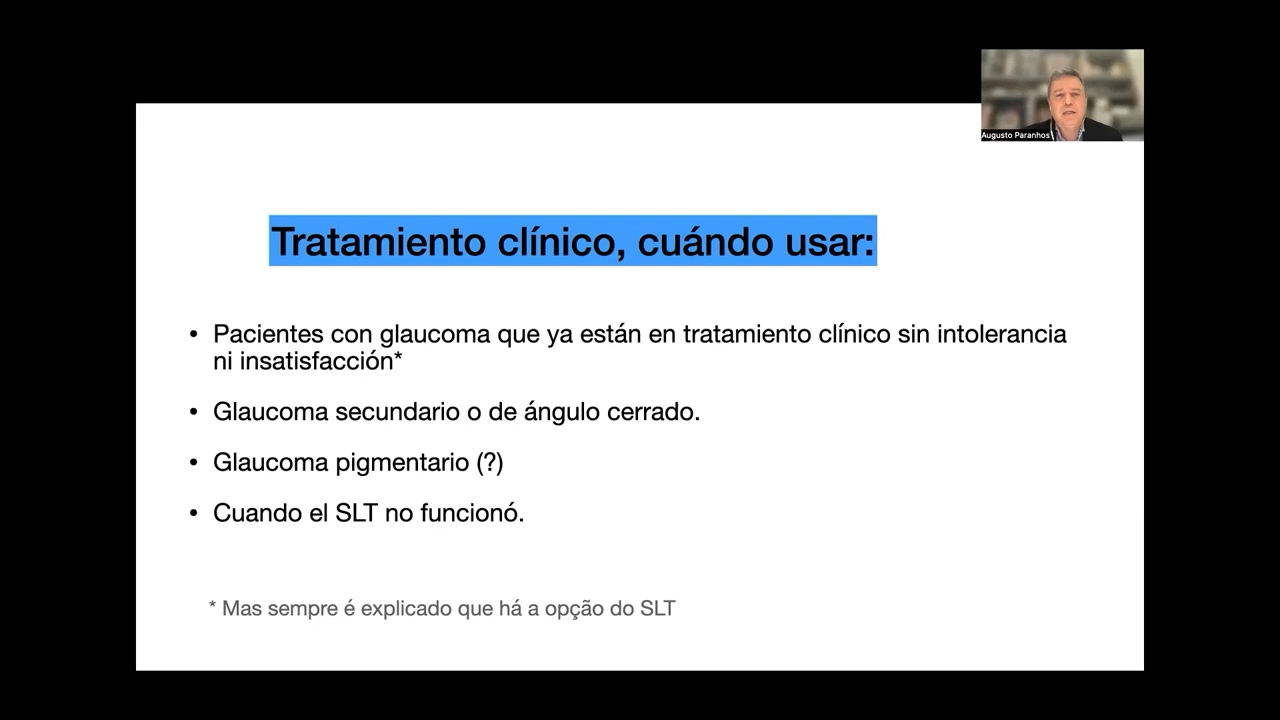 Augusto Paranhos
Tratamiento clínico, cuándo usar:
• Pacientes con glaucoma que ya están en tratamiento clínico sin intolerancia
ni insatisfacción*
• Glaucoma secundario o de ángulo cerrado.
• Glaucoma pigmentario (?)
• Cuando el SLT no funcionó.
* Mas sempre é explicado que há a opção do SLT